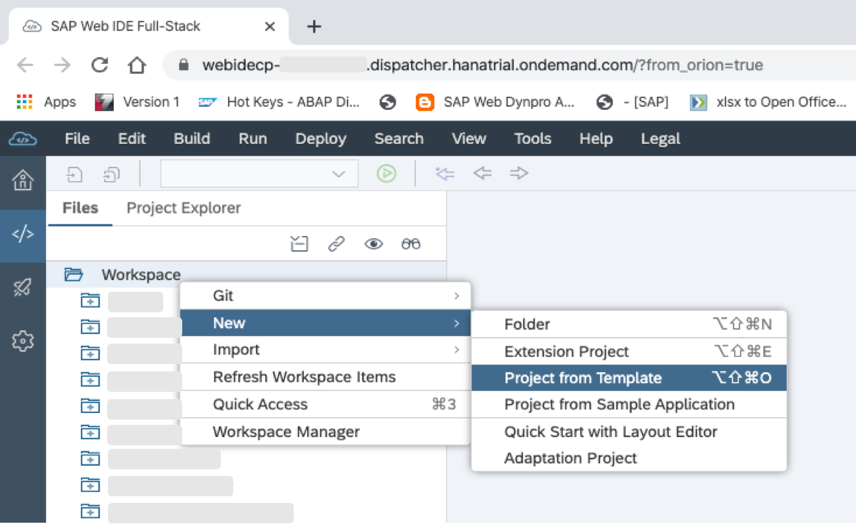 SAP Web IDE Full-Stack
webidecp- .dispatcher.hanatrial.ondemand.com/?from_orion=true
Apps Version 1 Hot Keys - ABAP Di... SAP Web Dynpro A... - [SAP] xlsx to Open Office...
File Edit Build Run Deploy Search View Tools Help Legal
Files Project Explorer
Workspace
Git
New
Import
Refresh Workspace Items
Quick Access ⌘3
Workspace Manager
Folder ⌥⇧⌘N
Extension Project ⌥⇧⌘E
Project from Template ⌥⇧⌘O
Project from Sample Application
Quick Start with Layout Editor
Adaptation Project